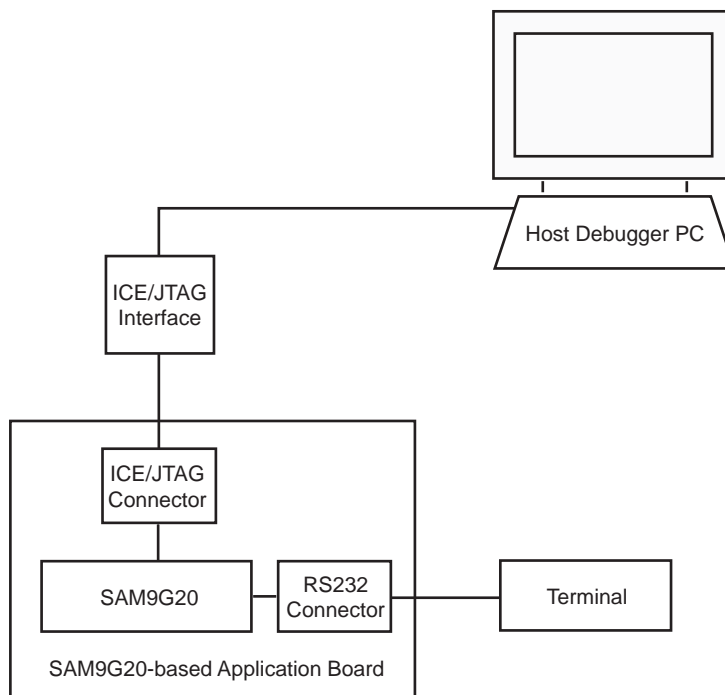 Host Debugger PC
ICE/JTAG
Interface
ICE/JTAG
Connector
SAM9G20
RS232
Connector
Terminal
SAM9G20-based Application Board